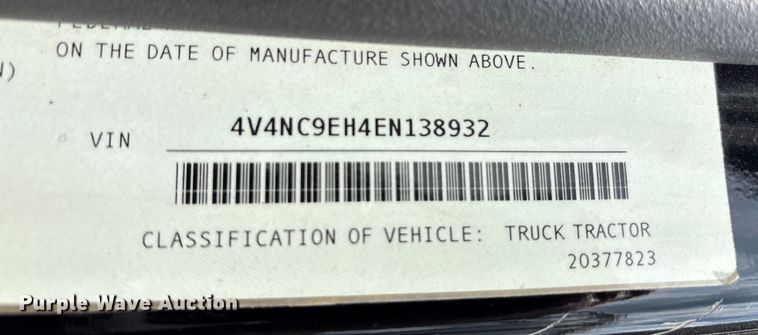 ON THE DATE OF MANUFACTURE SHOWN ABOVE.
VIN 4V4NC9EH4EN138932
CLASSIFICATION OF VEHICLE: TRUCK TRACTOR
20377823
Purple Wave Auction